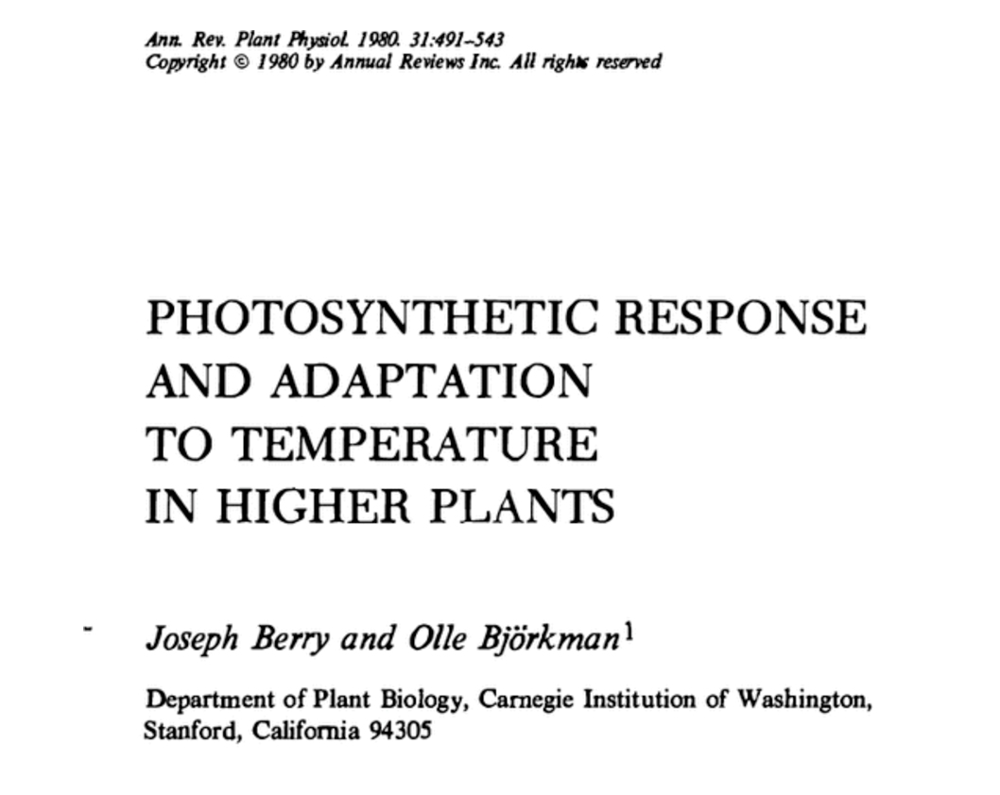 Ann. Rev. Plant Physiol. 1980. 31:491–543
Copyright © 1980 by Annual Reviews Inc. All rights reserved
PHOTOSYNTHETIC RESPONSE
AND ADAPTATION
TO TEMPERATURE
IN HIGHER PLANTS
Joseph Berry and Olle Björkman¹
Department of Plant Biology, Carnegie Institution of Washington,
Stanford, California 94305